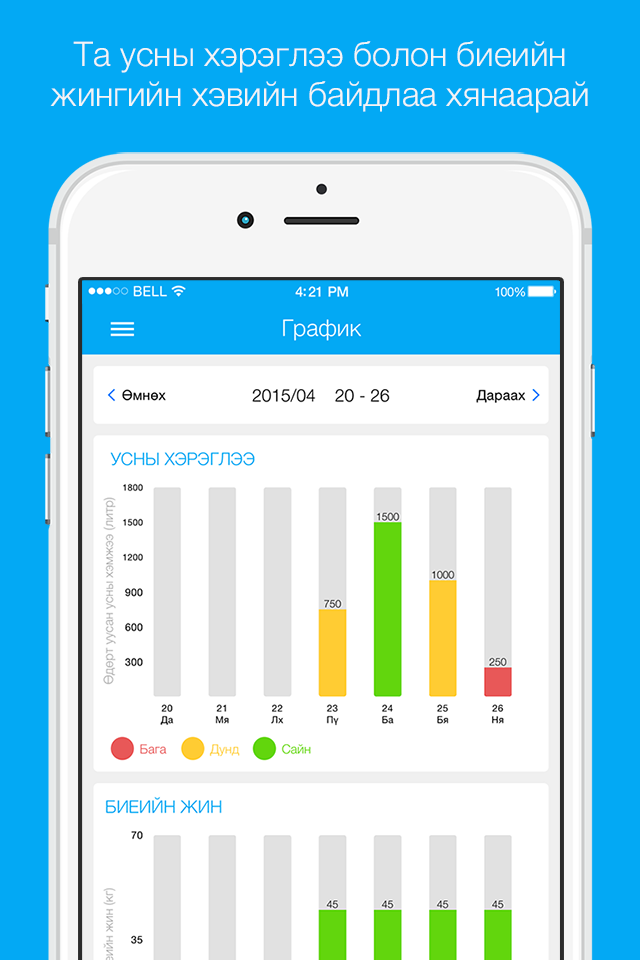 Та усны хэрэглээ болон биеийн
жингийн хэвийн байдлаа хянаарай
BELL 4:21 PM 100%
График
Өмнөх 2015/04 20 - 26 Дараах
УСНЫ ХЭРЭГЛЭЭ
Өдөрт уусан усны хэмжээ (литр)
1800
1500
1200
900
600
300
750
1500
1000
250
20 21 22 23 24 25 26
Да Мя Лх Пү Ба Бя Ня
Бага Дунд Сайн
БИЕИЙН ЖИН
70
35
45 45 45 45
жин (кг)